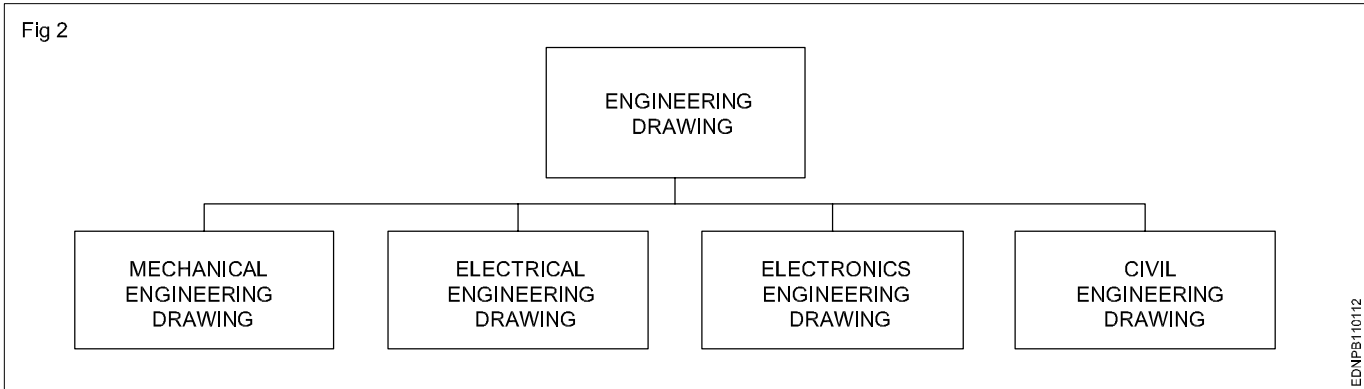 Fig 2
ENGINEERING
DRAWING
MECHANICAL
ENGINEERING
DRAWING
ELECTRICAL
ENGINEERING
DRAWING
ELECTRONICS
ENGINEERING
DRAWING
CIVIL
ENGINEERING
DRAWING
EDNPB110112